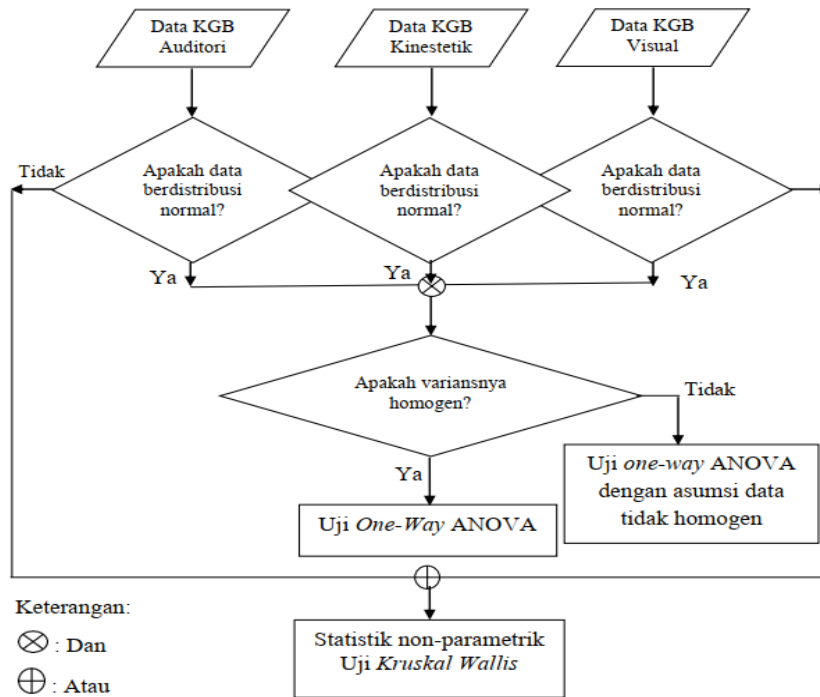 Data KGB
Auditori
Data KGB
Kinestetik
Data KGB
Visual
Tidak
Apakah data
berdistribusi
normal?
Apakah data
berdistribusi
normal?
Apakah data
berdistribusi
normal?
Ya
Ya
Ya
Apakah variansnya
homogen?
Tidak
Ya
Uji One-Way ANOVA
Uji one-way ANOVA
dengan asumsi data
tidak homogen
Keterangan:
: Dan
: Atau
Statistik non-parametrik
Uji Kruskal Wallis